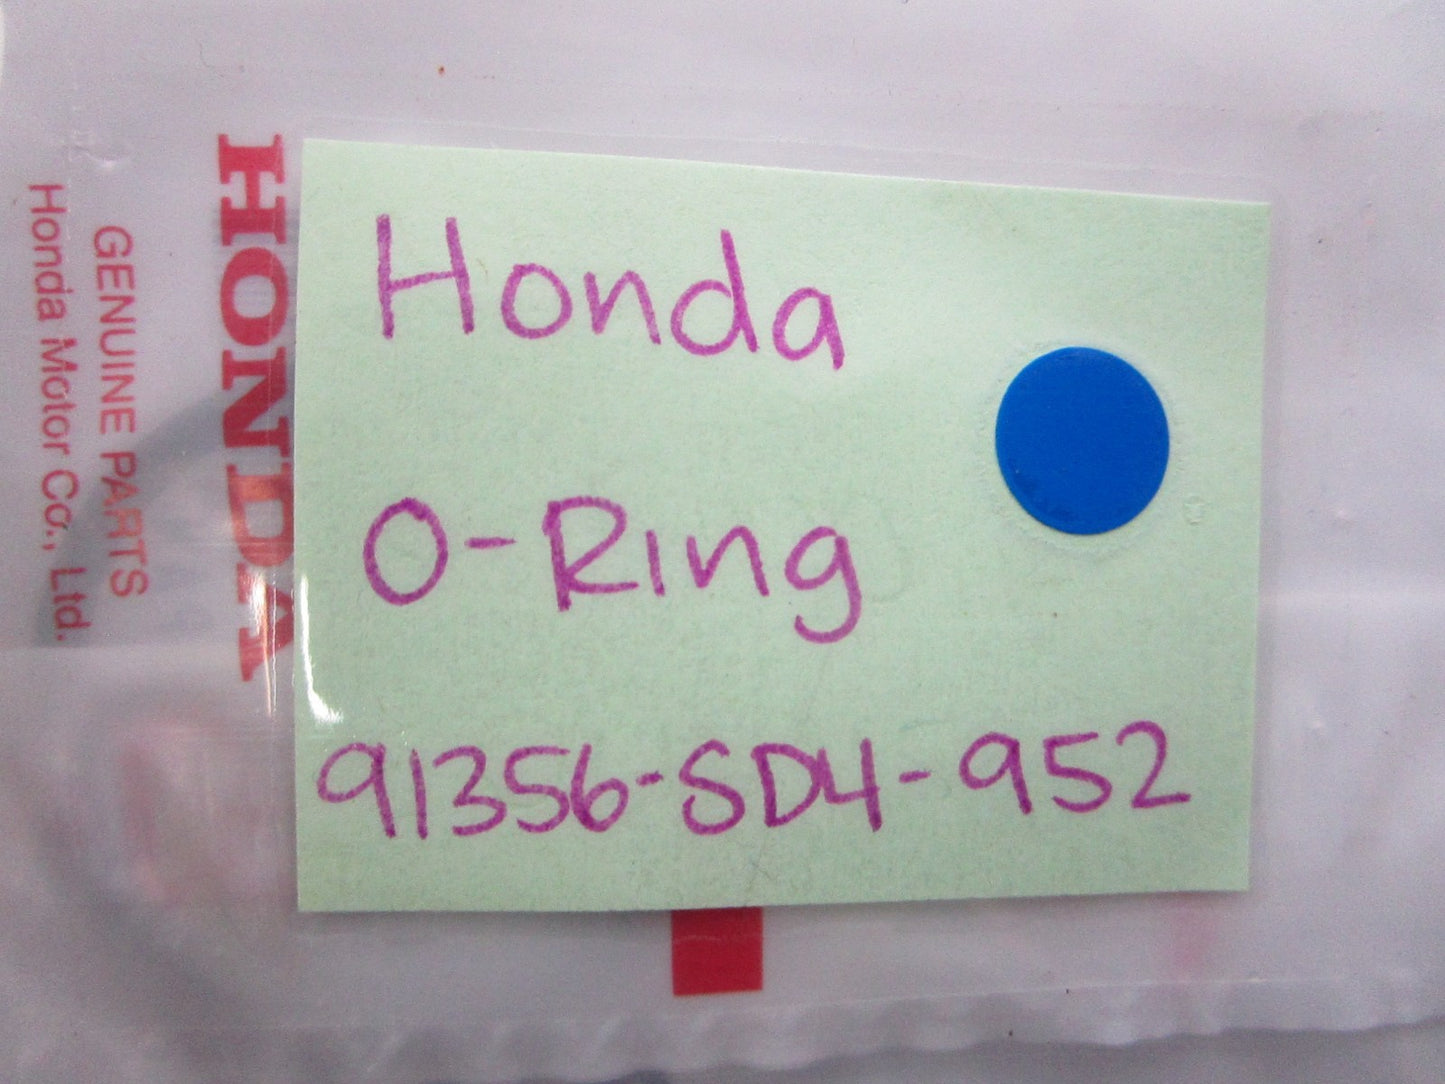 Honda
O-Ring
91356-SD4-952
HONDA
GENUINE PARTS
Honda Motor Co., Ltd.